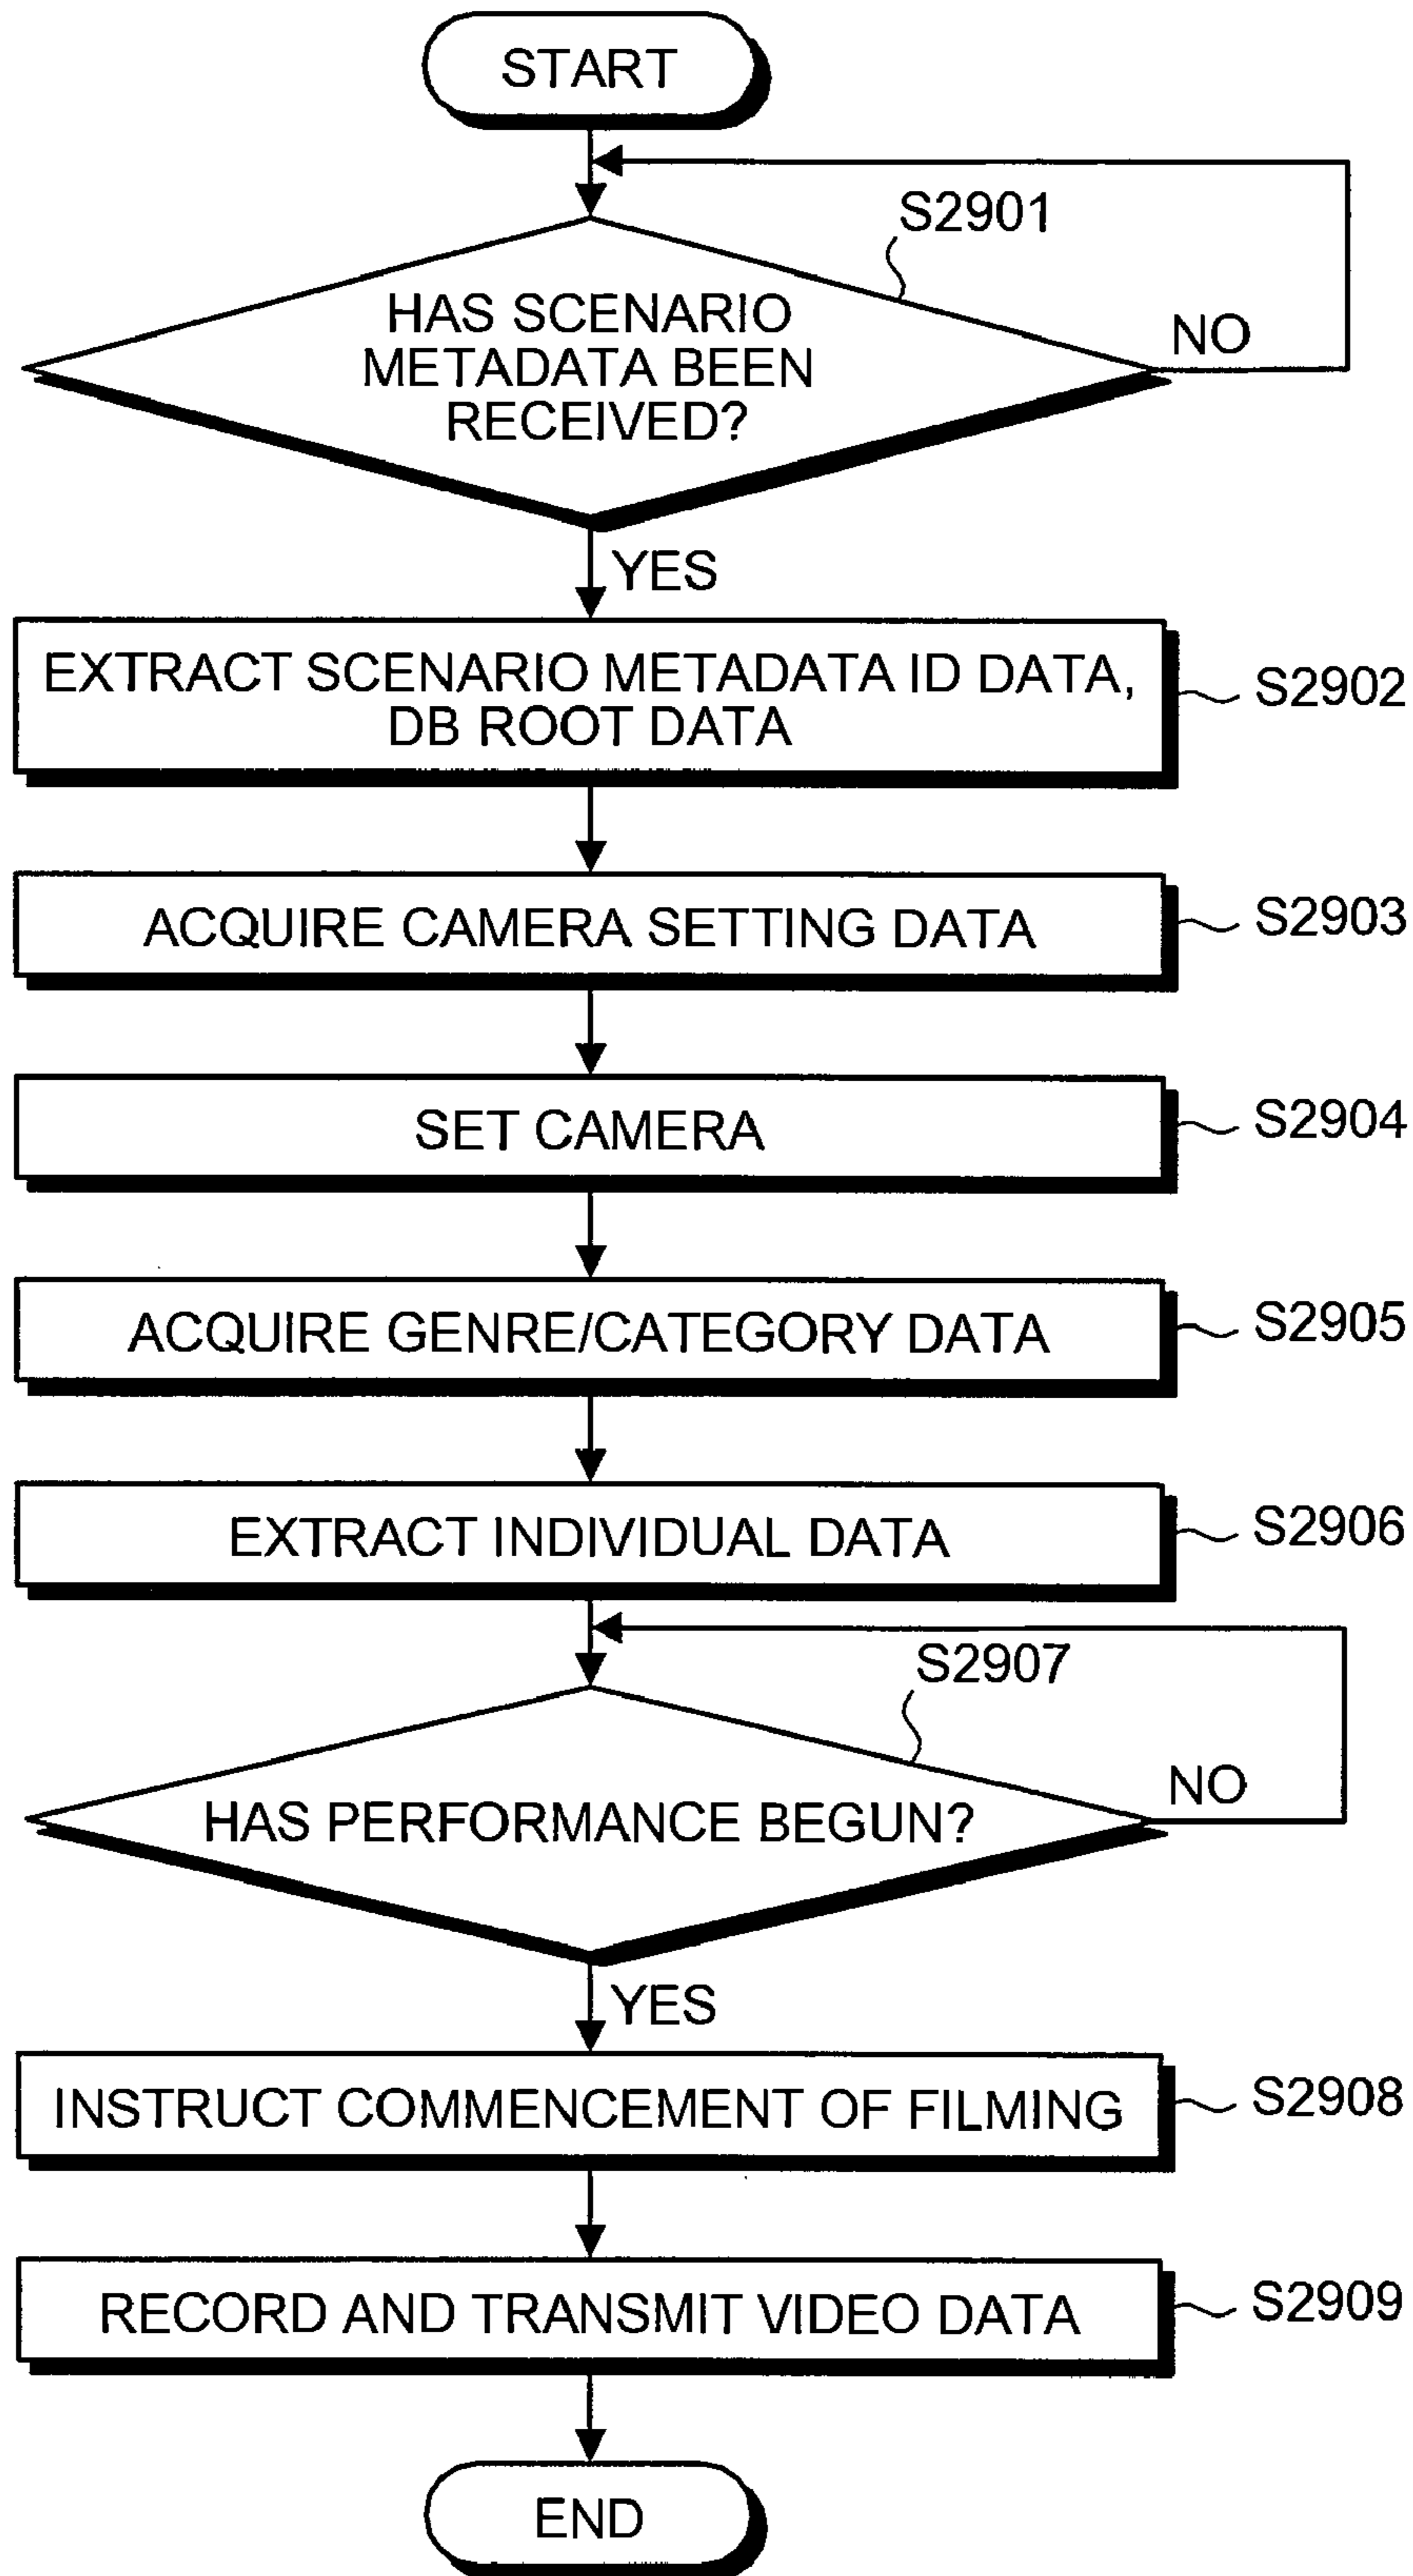 START
S2901
HAS SCENARIO
METADATA BEEN
RECEIVED?
NO
YES
EXTRACT SCENARIO METADATA ID DATA,
DB ROOT DATA
S2902
ACQUIRE CAMERA SETTING DATA
S2903
SET CAMERA
S2904
ACQUIRE GENRE/CATEGORY DATA
S2905
EXTRACT INDIVIDUAL DATA
S2906
S2907
HAS PERFORMANCE BEGUN?
NO
YES
INSTRUCT COMMENCEMENT OF FILMING
S2908
RECORD AND TRANSMIT VIDEO DATA
S2909
END